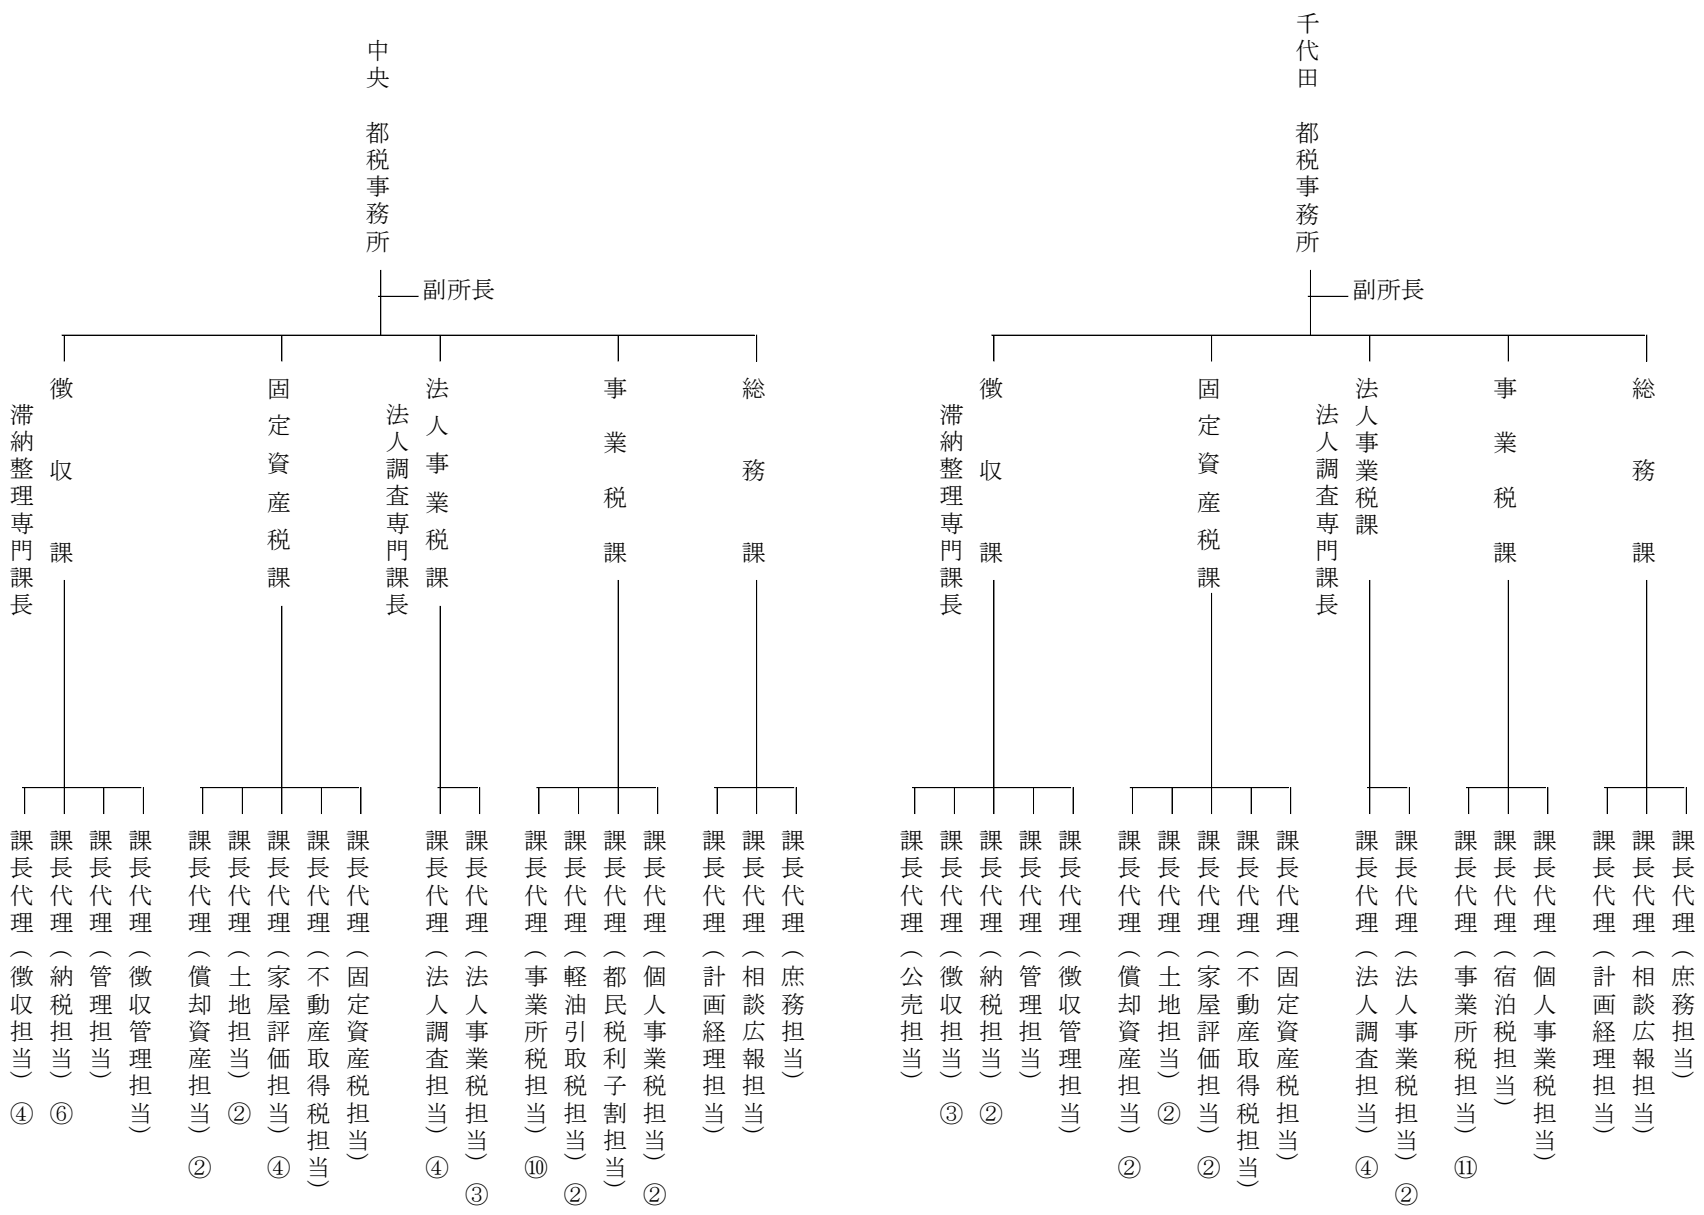 千代田 都税事務所
副所長
総務課
課長代理（庶務担当）
課長代理（相談広報担当）
課長代理（計画経理担当）
事業税課
課長代理（個人事業税担当）
課長代理（宿泊税担当）
課長代理（事業所税担当）⑪
法人事業税課
法人調査専門課長
課長代理（法人事業税担当）②
課長代理（法人調査担当）④
固定資産税課
課長代理（固定資産税担当）
課長代理（不動産取得税担当）
課長代理（家屋評価担当）②
課長代理（土地担当）②
課長代理（償却資産担当）②
徴収課
滞納整理専門課長
課長代理（徴収管理担当）
課長代理（管理担当）
課長代理（納税担当）②
課長代理（徴収担当）③
課長代理（公売担当）
中央 都税事務所
副所長
総務課
課長代理（庶務担当）
課長代理（相談広報担当）
課長代理（計画経理担当）
事業税課
課長代理（個人事業税担当）②
課長代理（都民税利子割担当）
課長代理（軽油引取税担当）②
課長代理（事業所税担当）⑩
法人事業税課
法人調査専門課長
課長代理（法人事業税担当）③
課長代理（法人調査担当）④
固定資産税課
課長代理（固定資産税担当）
課長代理（不動産取得税担当）
課長代理（家屋評価担当）④
課長代理（土地担当）②
課長代理（償却資産担当）②
徴収課
滞納整理専門課長
課長代理（徴収管理担当）
課長代理（管理担当）
課長代理（納税担当）⑥
課長代理（徴収担当）④